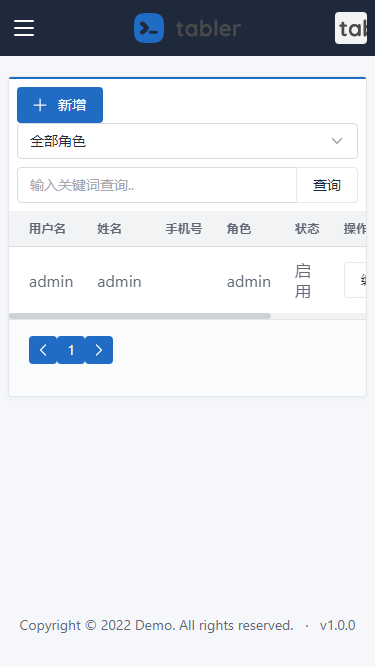 tabler
新增
全部角色
输入关键词查询..
查询
用户名 姓名 手机号 角色 状态 操作
admin admin admin 启用
1
Copyright © 2022 Demo. All rights reserved. · v1.0.0